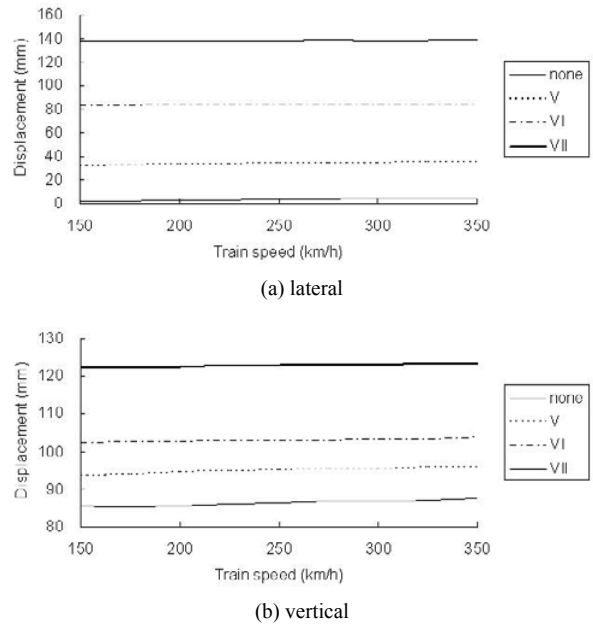 160
140
120
100
80
60
40
20
0
Displacement (mm)
150 200 250 300 350
Train speed (km/h)
none
V
VI
VII
(a) lateral
130
120
110
100
90
80
Displacement (mm)
150 200 250 300 350
Train speed (km/h)
none
V
VI
VII
(b) vertical